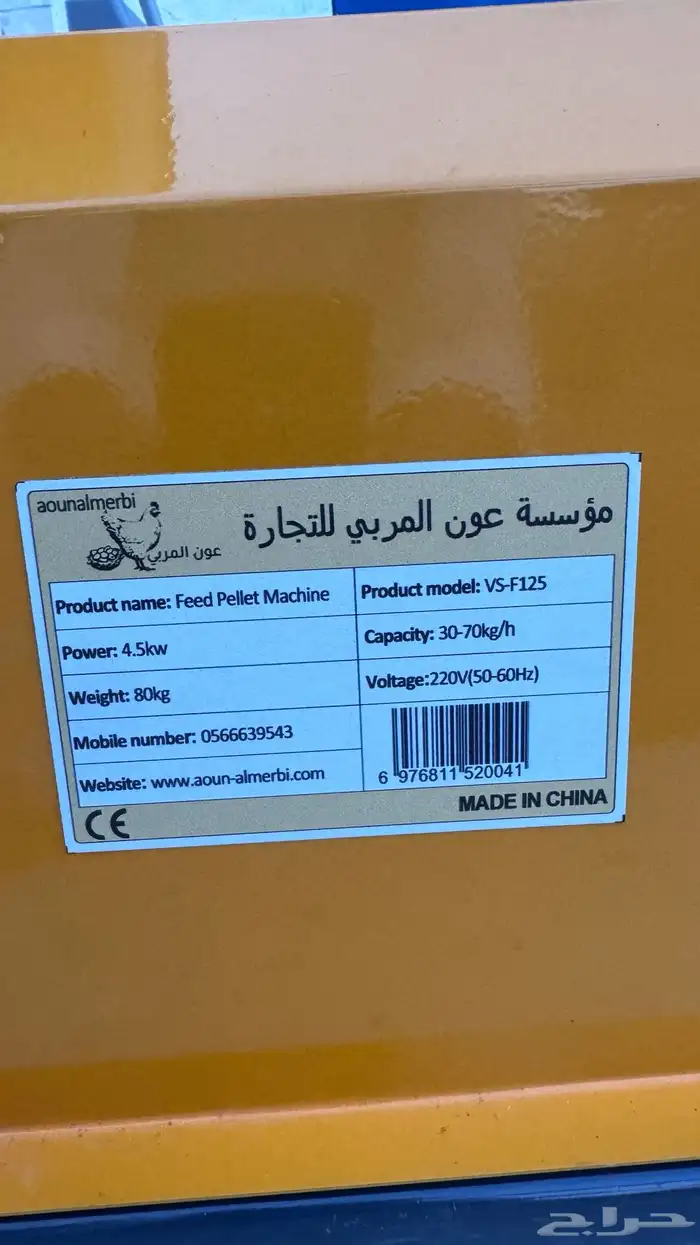 aounalmerbi
عون المربي
مؤسسة عون المربي للتجارة
Product name: Feed Pellet Machine
Product model: VS-F125
Power: 4.5kw
Capacity: 30-70kg/h
Weight: 80kg
Voltage:220V(50-60Hz)
Mobile number: 0566639543
Website: www.aoun-almerbi.com
6 976811 520041
CE
MADE IN CHINA
حراج